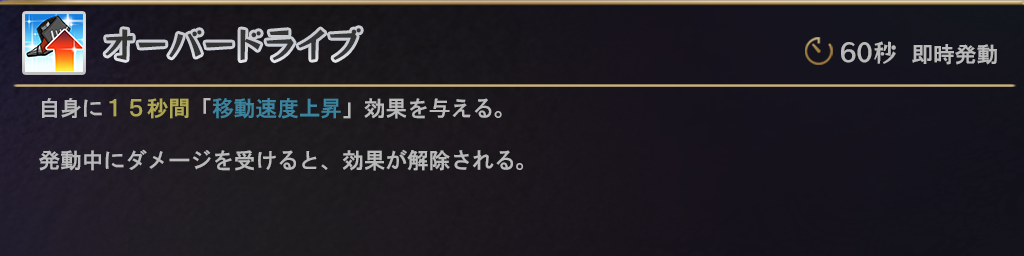 オーバードライブ 60秒 即時発動
自身に１５秒間「移動速度上昇」効果を与える。
発動中にダメージを受けると、効果が解除される。